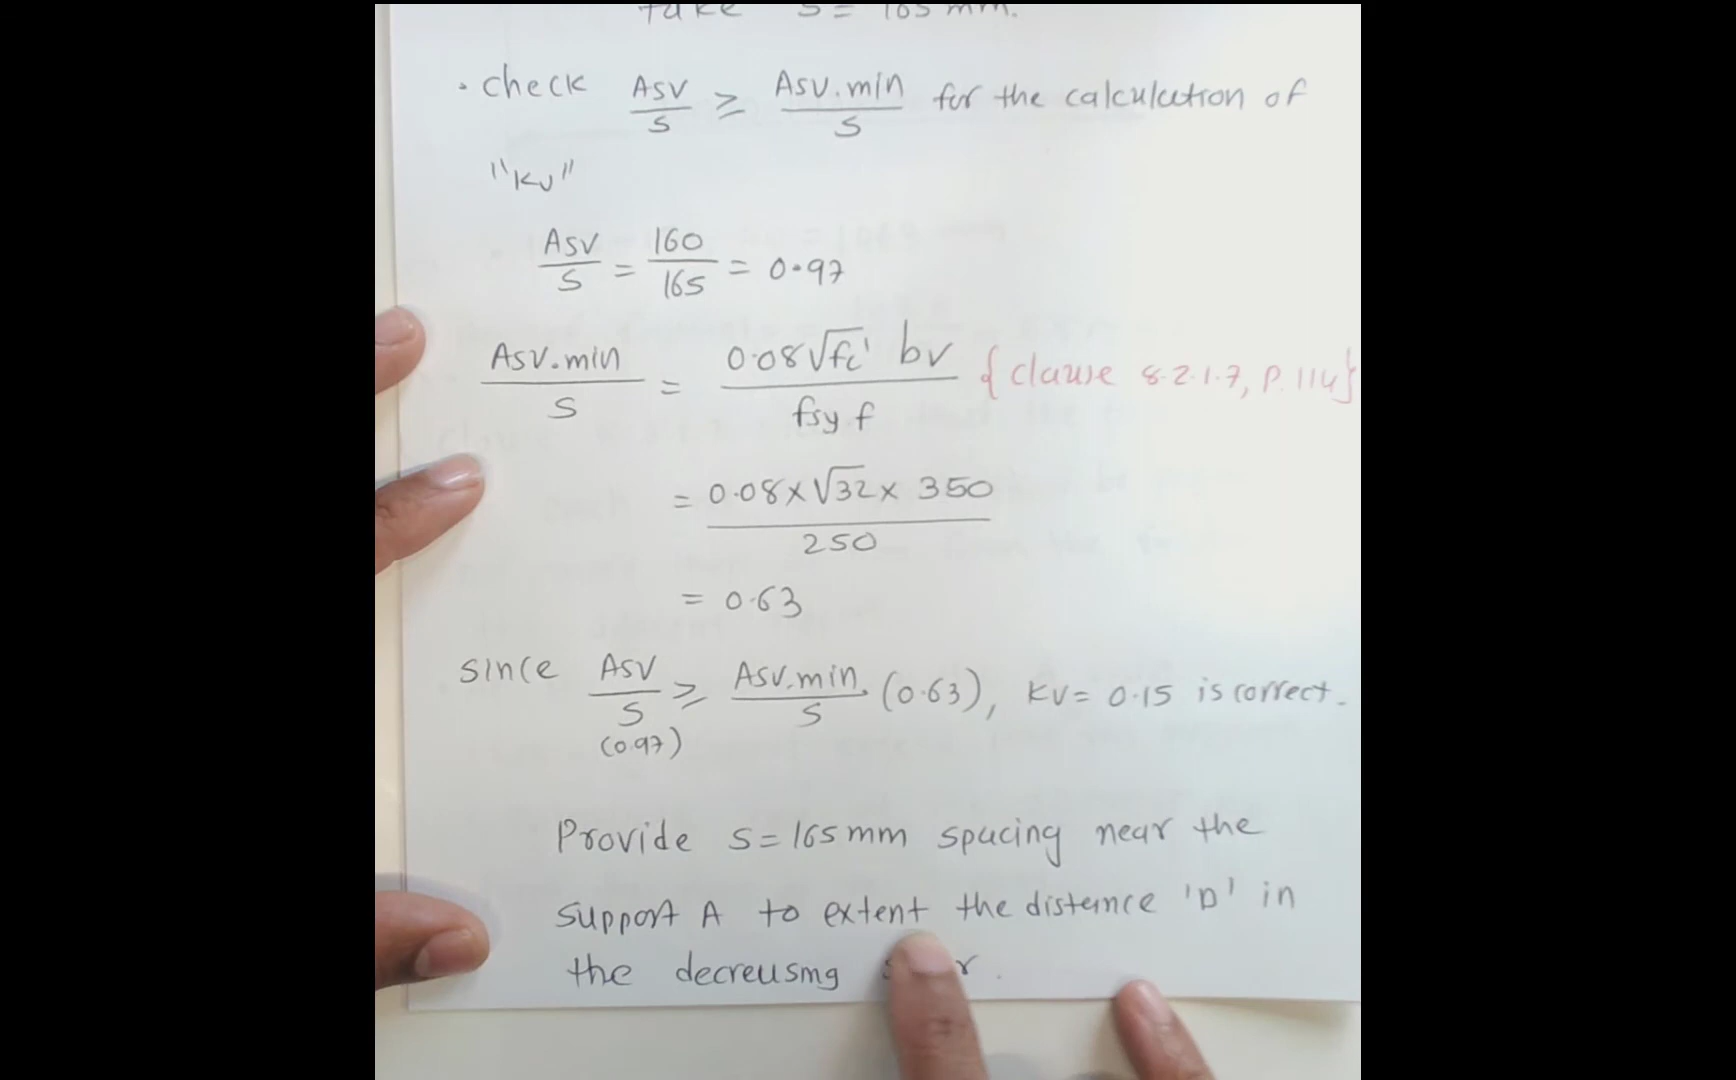 take S = 165 mm.
• check Asv/S ≥ Asv.min/S for the calculation of
"Kv"
Asv/S = 160/165 = 0.97
Asv.min/S = 0.08√fc' bv / fsy.f {clause 8.2.1.7, P.114}
= 0.08×√32× 350 / 250
= 0.63
since Asv/S (0.97) ≥ Asv.min/S (0.63), Kv= 0.15 is correct.
Provide S=165mm spacing near the
support A to extent the distance 'D' in
the decreasing